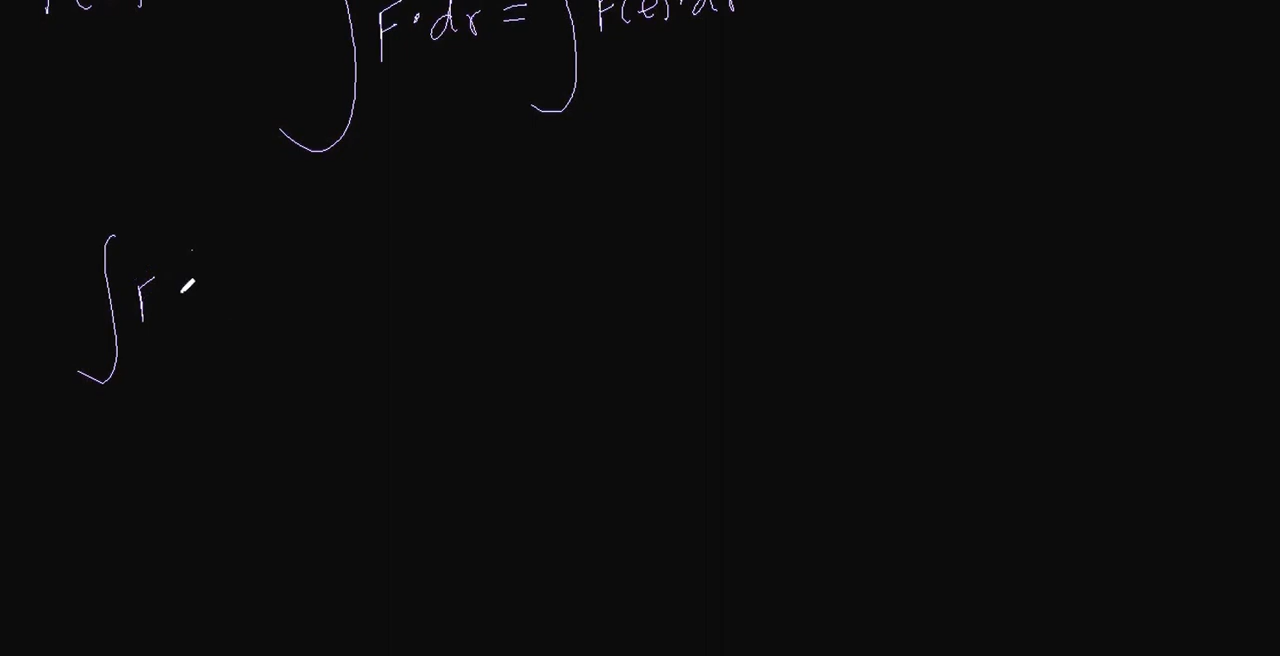 ∫ F · dr = ∫ F(t) · dr
∫ r